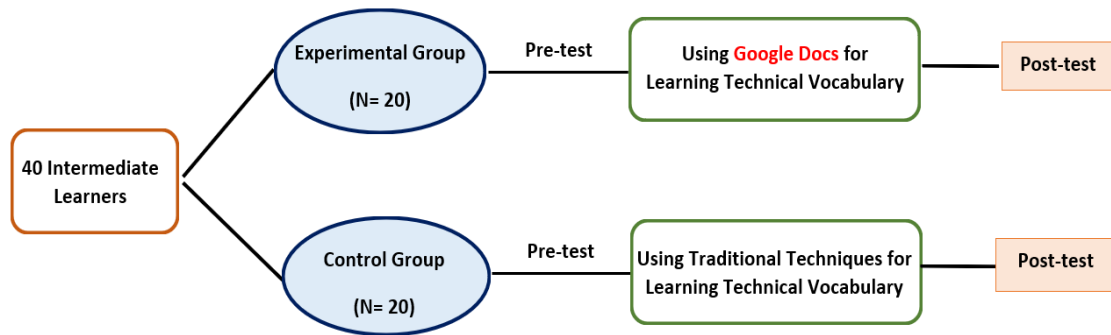 40 Intermediate
Learners
Experimental Group
(N= 20)
Pre-test
Using Google Docs for
Learning Technical Vocabulary
Post-test
Control Group
(N= 20)
Pre-test
Using Traditional Techniques for
Learning Technical Vocabulary
Post-test